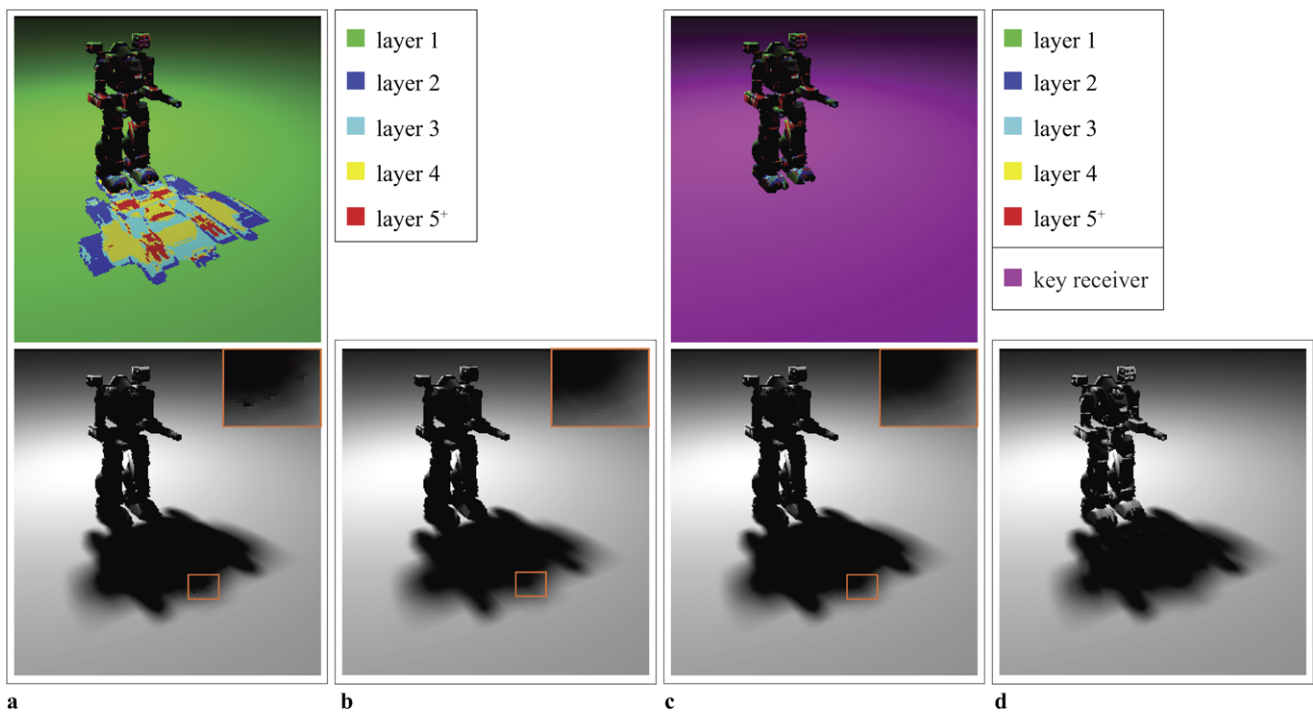 layer 1
layer 2
layer 3
layer 4
layer 5+
layer 1
layer 2
layer 3
layer 4
layer 5+
key receiver
a
b
c
d